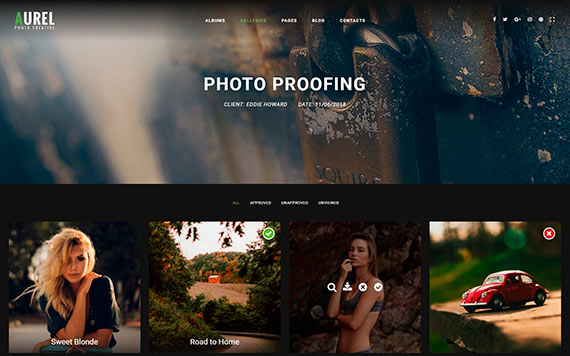 AUREL
PHOTO CREATIVE
ALBUMS GALLERIES PAGES BLOG CONTACTS
PHOTO PROOFING
CLIENT: EDDIE HOWARD DATE: 11/06/2018
SQUIRE
ALL APPROVED UNAPPROVED UNVIEWED
Sweet Blonde
Road to Home